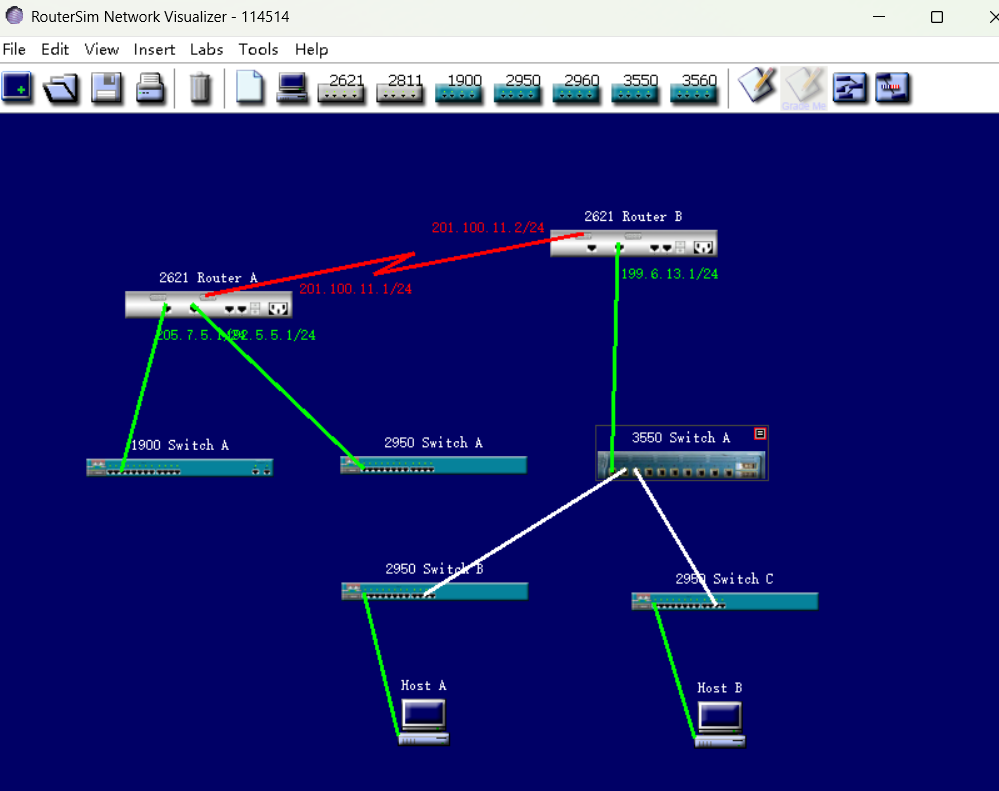 RouterSim Network Visualizer - 114514
File Edit View Insert Labs Tools Help
2621 2811 1900 2950 2960 3550 3560
Grade Me
2621 Router B
201.100.11.2/24
199.6.13.1/24
2621 Router A
201.100.11.1/24
205.7.5.1/24
192.5.5.1/24
1900 Switch A
2950 Switch A
3550 Switch A
2950 Switch B
2950 Switch C
Host A
Host B